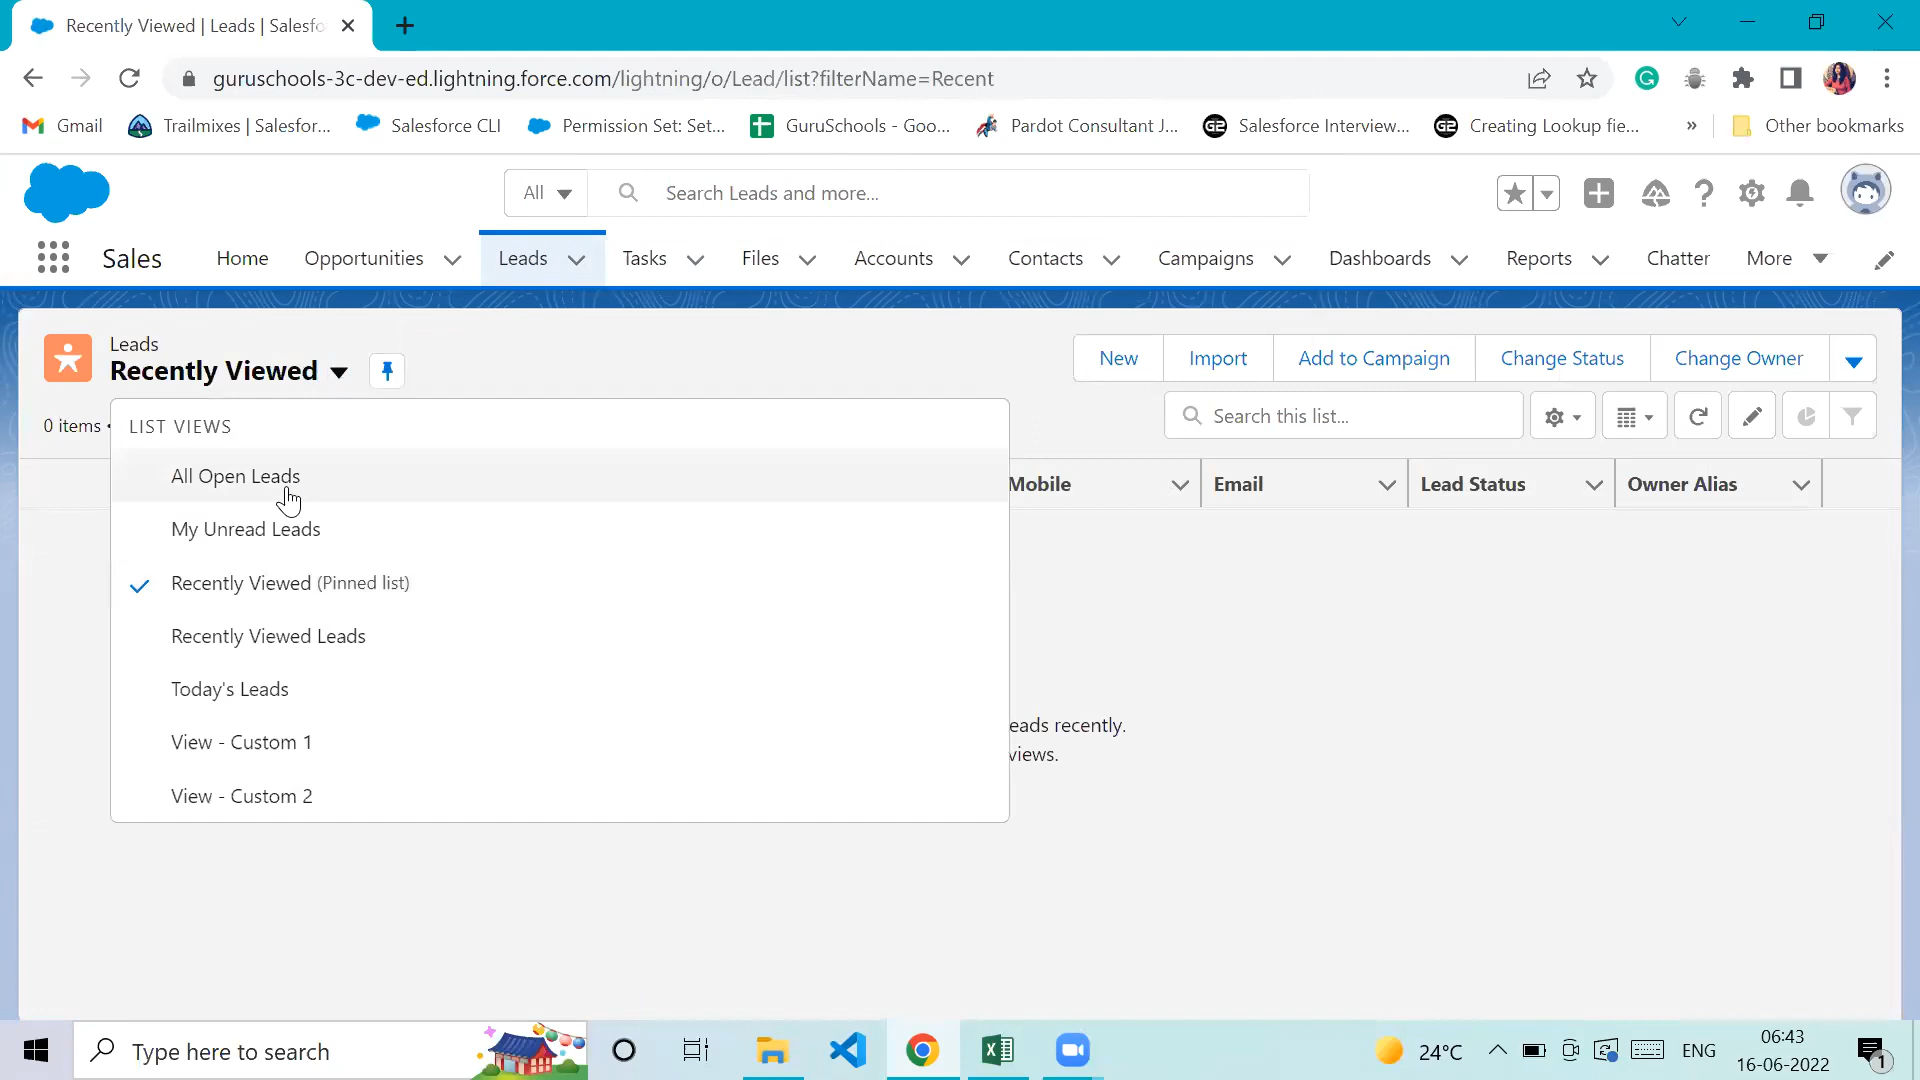 Recently Viewed | Leads | Salesfo
guruschools-3c-dev-ed.lightning.force.com/lightning/o/Lead/list?filterName=Recent
Gmail Trailmixes | Salesfor... Salesforce CLI Permission Set: Set... GuruSchools - Goo... Pardot Consultant J... Salesforce Interview... Creating Lookup fie... » Other bookmarks
All Search Leads and more...
Sales Home Opportunities Leads Tasks Files Accounts Contacts Campaigns Dashboards Reports Chatter More
Leads
Recently Viewed
New Import Add to Campaign Change Status Change Owner
0 items •
Search this list...
LIST VIEWS
All Open Leads
My Unread Leads
Recently Viewed (Pinned list)
Recently Viewed Leads
Today's Leads
View - Custom 1
View - Custom 2
Mobile Email Lead Status Owner Alias
eads recently.
views.
Type here to search
24°C ENG 06:43
16-06-2022
1